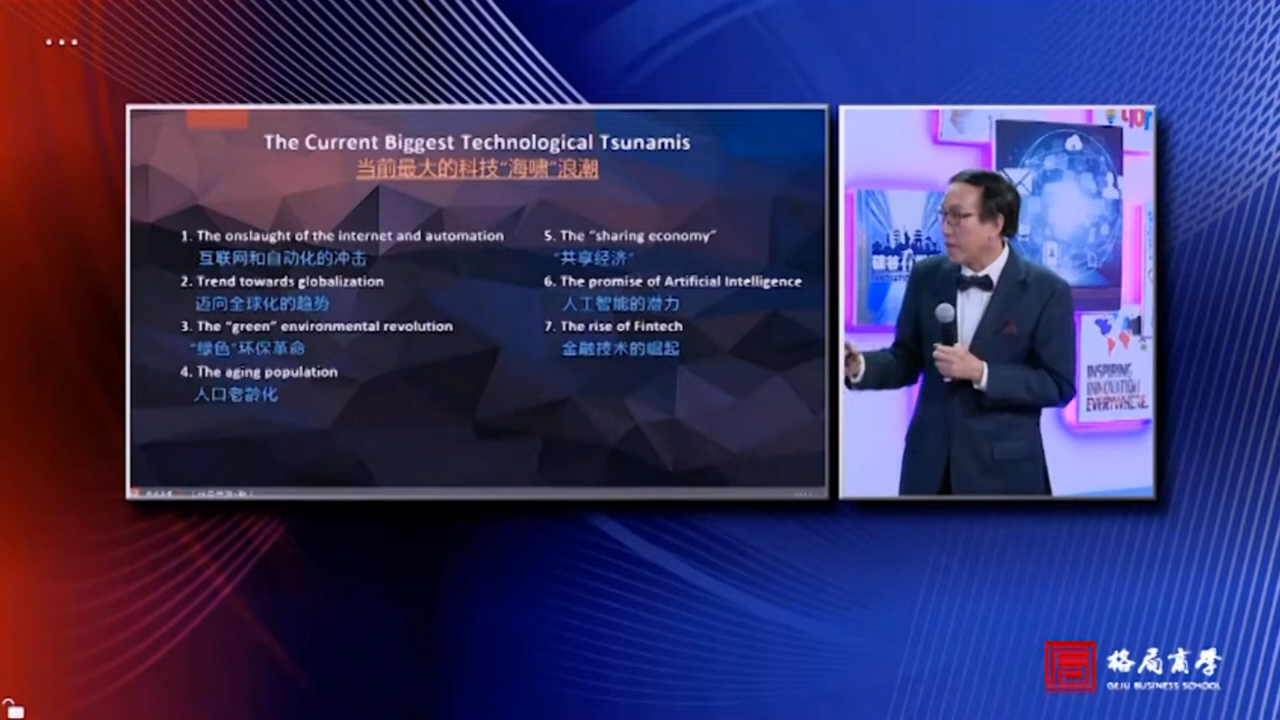 The Current Biggest Technological Tsunamis
当前最大的科技“海啸”浪潮
1. The onslaught of the internet and automation
互联网和自动化的冲击
2. Trend towards globalization
迈向全球化的趋势
3. The “green” environmental revolution
“绿色”环保革命
4. The aging population
人口老龄化
5. The “sharing economy”
“共享经济”
6. The promise of Artificial Intelligence
人工智能的潜力
7. The rise of Fintech
金融技术的崛起
硅谷
INSPIRING
INNOVATION
EVERYWHERE.
格局商學
GEJU BUSINESS SCHOOL